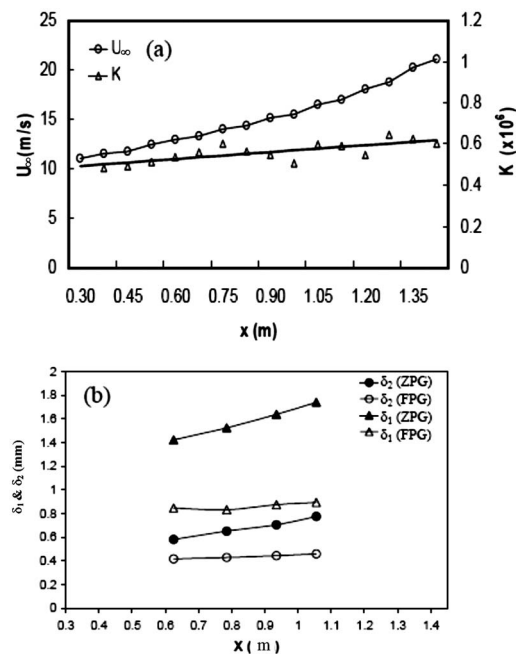 (a)
U∞
K
25
20
15
10
5
0
U∞(m/s)
1.2
1
0.8
0.6
0.4
0.2
0
K (x10⁶)
0.30 0.45 0.60 0.75 0.90 1.05 1.20 1.35
x (m)
(b)
δ₂ (ZPG)
δ₂ (FPG)
δ₁ (ZPG)
δ₁ (FPG)
2
1.8
1.6
1.4
1.2
1
0.8
0.6
0.4
0.2
0
δ₁ & δ₂ (mm)
0.3 0.4 0.5 0.6 0.7 0.8 0.9 1 1.1 1.2 1.3 1.4
X (m)